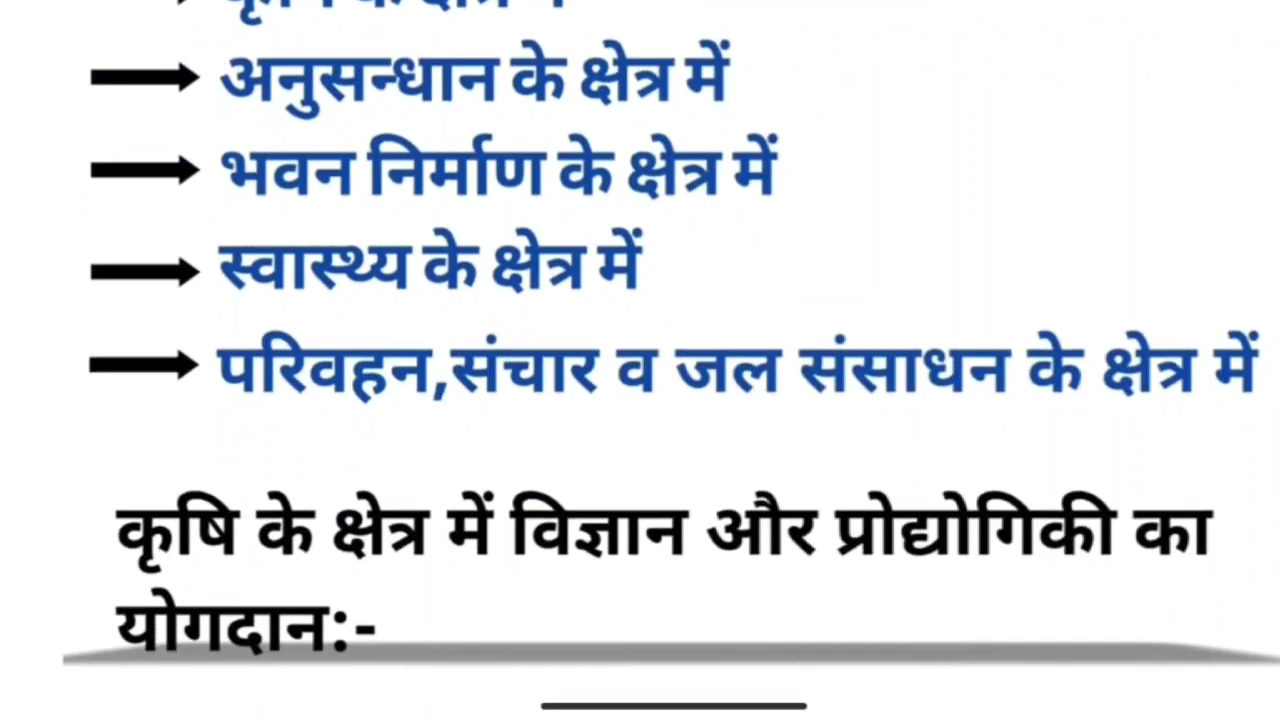 अनुसन्धान के क्षेत्र में
भवन निर्माण के क्षेत्र में
स्वास्थ्य के क्षेत्र में
परिवहन,संचार व जल संसाधन के क्षेत्र में
कृषि के क्षेत्र में विज्ञान और प्रोद्योगिकी का
योगदान:-